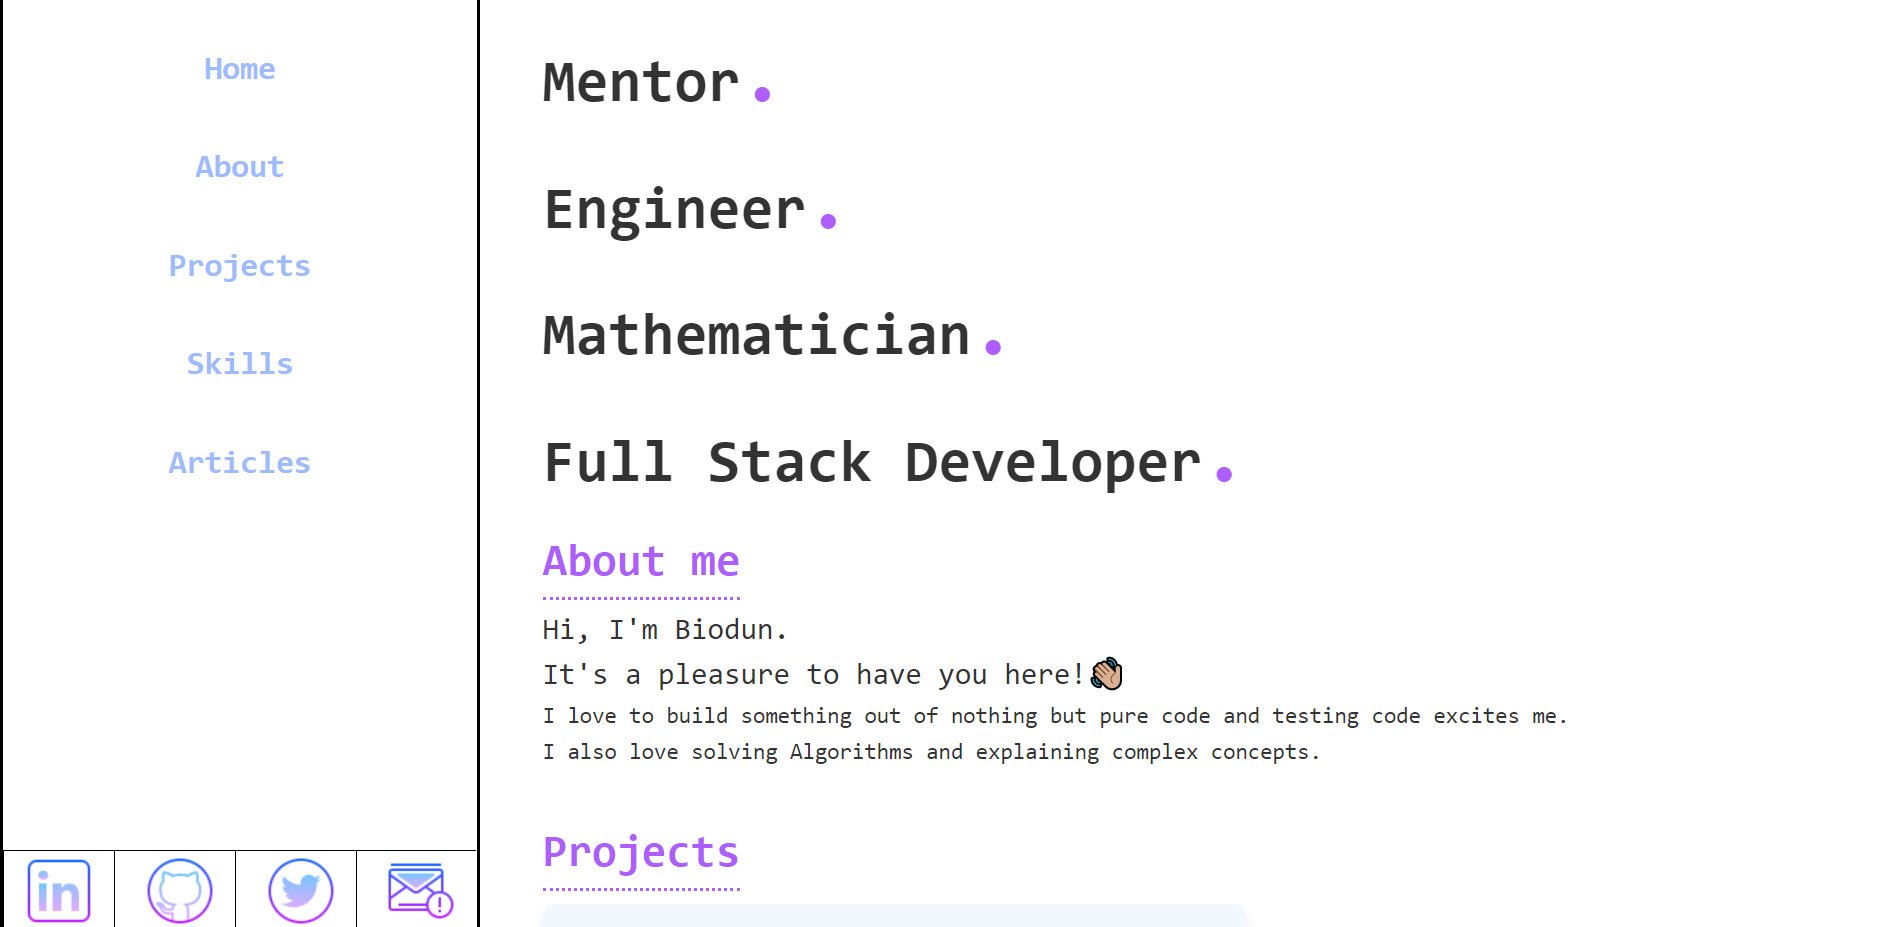 Home
About
Projects
Skills
Articles
in
Mentor.
Engineer.
Mathematician.
Full Stack Developer.
About me
Hi, I'm Biodun.
It's a pleasure to have you here!👋🏽
I love to build something out of nothing but pure code and testing code excites me.
I also love solving Algorithms and explaining complex concepts.
Projects